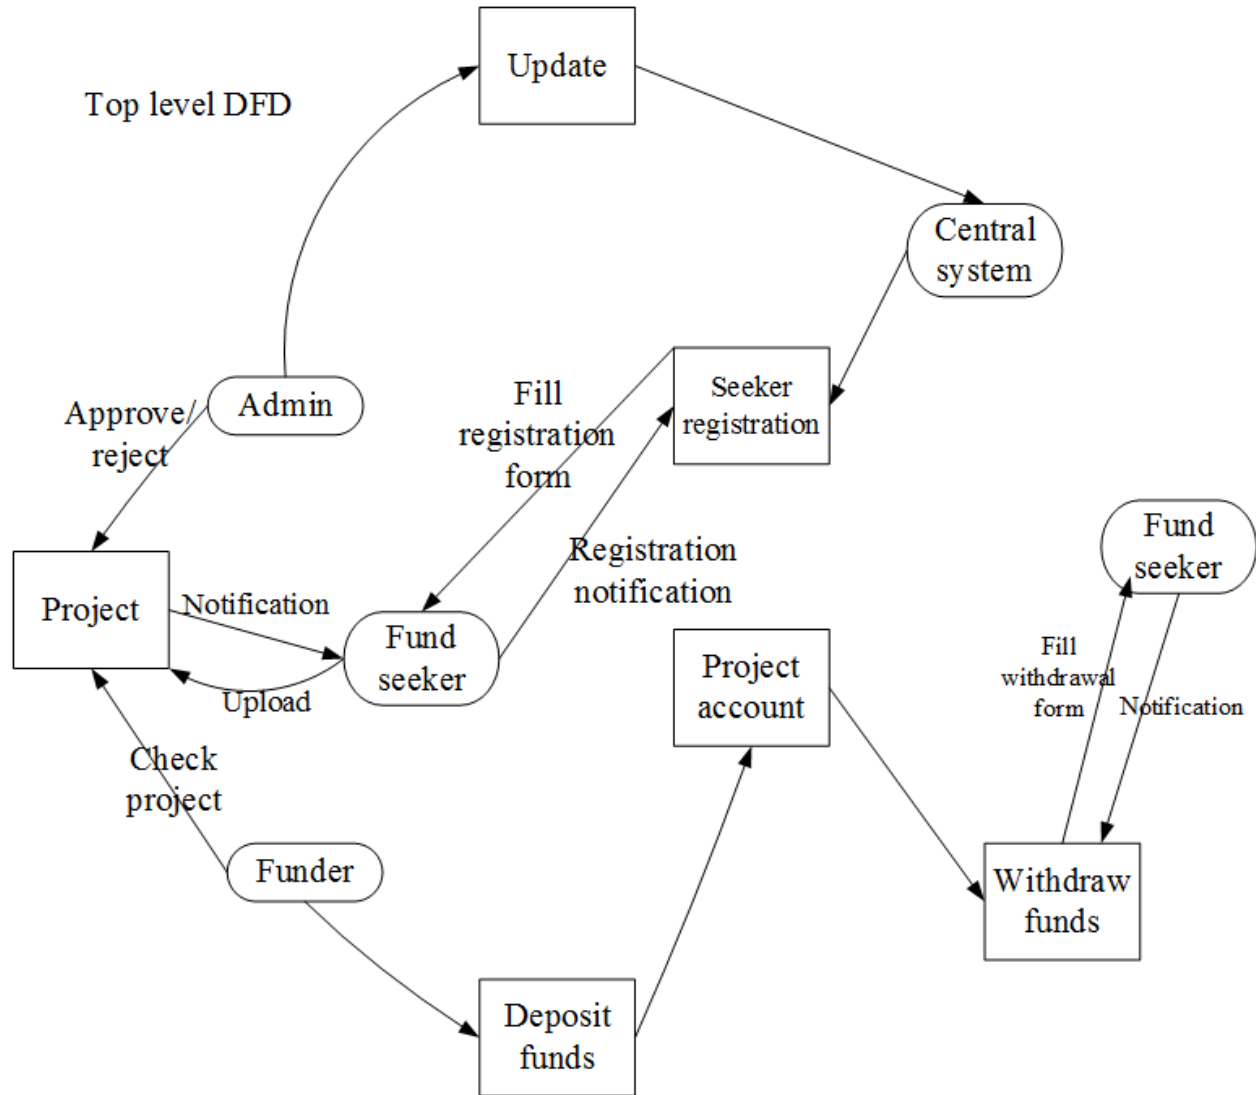 Update
Top level DFD
Central
system
Admin
Approve/
reject
Fill
registration
form
Seeker
registration
Fund
seeker
Registration
notification
Project
Notification
Fund
seeker
Upload
Project
account
Fill
withdrawal
form
Notification
Check
project
Funder
Withdraw
funds
Deposit
funds